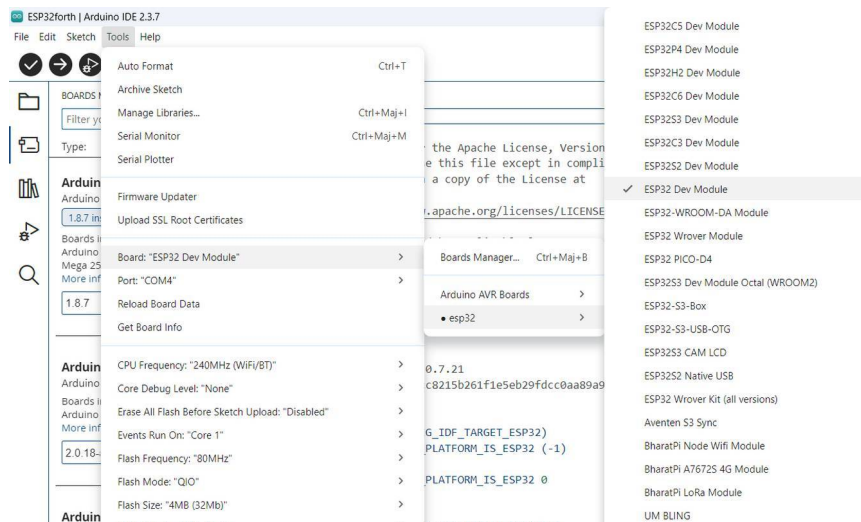 ESP32forth | Arduino IDE 2.3.7
File Edit Sketch Tools Help
BOARDS
Filter
Type:
Arduin
Arduino
1.8.7 in
Boards i
Arduino
Mega 25
More inf
1.8.7
Arduin
Arduino
Boards i
Arduino
More inf
2.0.18-
Arduin
Auto Format Ctrl+T
Archive Sketch
Manage Libraries... Ctrl+Maj+I
Serial Monitor Ctrl+Maj+M
Serial Plotter
Firmware Updater
Upload SSL Root Certificates
Board: "ESP32 Dev Module"
Port: "COM4"
Reload Board Data
Get Board Info
CPU Frequency: "240MHz (WiFi/BT)"
Core Debug Level: "None"
Erase All Flash Before Sketch Upload: "Disabled"
Events Run On: "Core 1"
Flash Frequency: "80MHz"
Flash Mode: "QIO"
Flash Size: "4MB (32Mb)"
the Apache License, Version
e this file except in compli
a copy of the License at
.apache.org/licenses/LICENSE
Boards Manager... Ctrl+Maj+B
Arduino AVR Boards
• esp32
0.7.21
c8215b261f1e5eb29fdcc0aa89a9
G_IDF_TARGET_ESP32)
PLATFORM_IS_ESP32 (-1)
PLATFORM_IS_ESP32 0
ESP32C5 Dev Module
ESP32P4 Dev Module
ESP32H2 Dev Module
ESP32C6 Dev Module
ESP32S3 Dev Module
ESP32C3 Dev Module
ESP32S2 Dev Module
ESP32 Dev Module
ESP32-WROOM-DA Module
ESP32 Wrover Module
ESP32 PICO-D4
ESP32S3 Dev Module Octal (WROOM2)
ESP32-S3-Box
ESP32-S3-USB-OTG
ESP32S3 CAM LCD
ESP32S2 Native USB
ESP32 Wrover Kit (all versions)
Aventen S3 Sync
BharatPi Node Wifi Module
BharatPi A7672S 4G Module
BharatPi LoRa Module
UM BLING